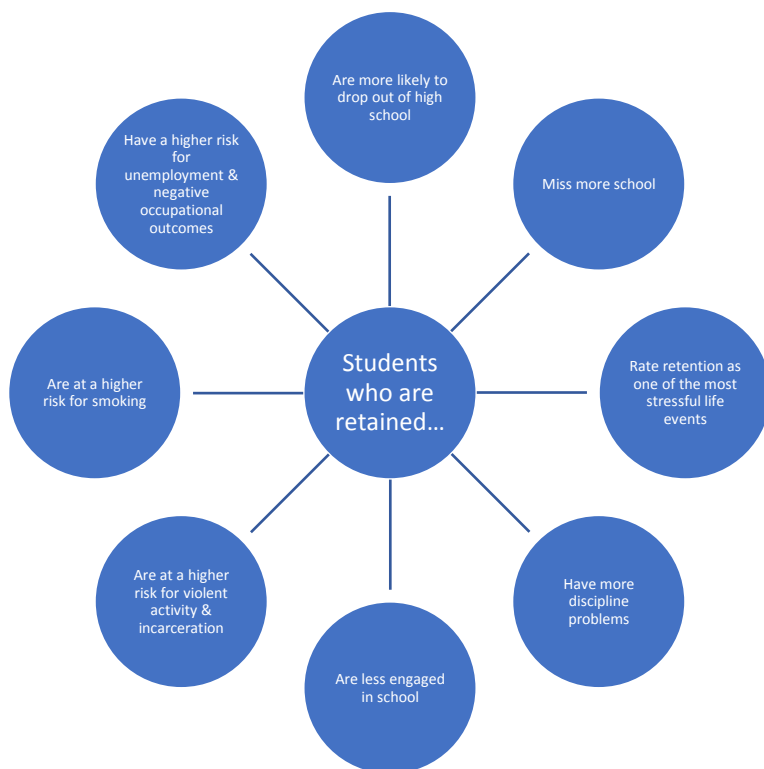 Are more likely to
drop out of high
school
Miss more school
Rate retention as
one of the most
stressful life
events
Have more
discipline
problems
Are less engaged
in school
Are at a higher
risk for violent
activity &
incarceration
Are at a higher
risk for smoking
Have a higher risk
for
unemployment &
negative
occupational
outcomes
Students
who are
retained…